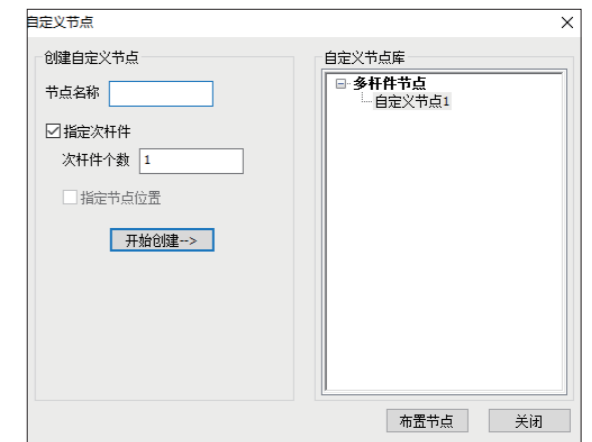 自定义节点
创建自定义节点
节点名称
指定次杆件
次杆件个数 1
指定节点位置
开始创建-->
自定义节点库
多杆件节点
自定义节点1
布置节点 关闭